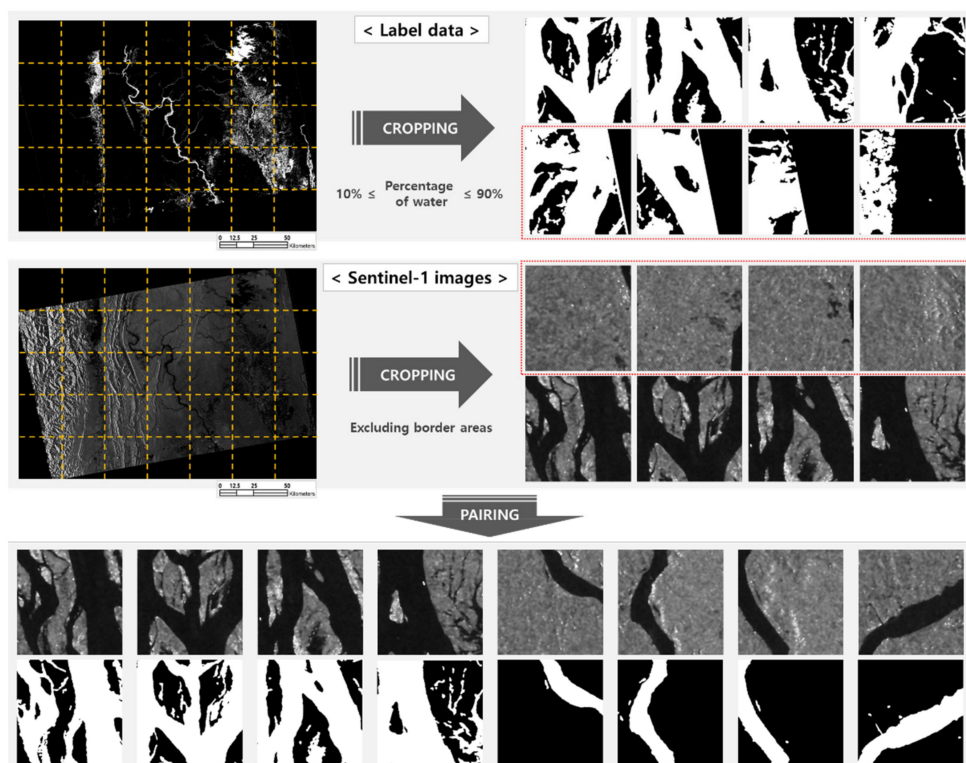 < Label data >
CROPPING
10% ≤ Percentage of water ≤ 90%
0 12.5 25 50
Kilometers
< Sentinel-1 images >
CROPPING
Excluding border areas
0 12.5 25 50
Kilometers
PAIRING